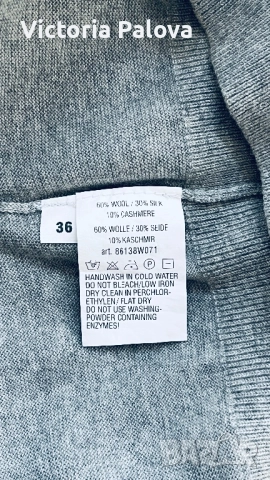 Victoria Palova
36
60% WOOL / 30% SILK
10% CASHMERE
60% WOLLE / 30% SEIDE
10% KASCHMIR
art. 86138W071
HANDWASH IN COLD WATER
DO NOT BLEACH/LOW IRON
DRY CLEAN IN PERCHLOR-
ETHYLEN/ FLAT DRY
DO NOT USE WASHING-
POWDER CONTAINING
ENZYMES!